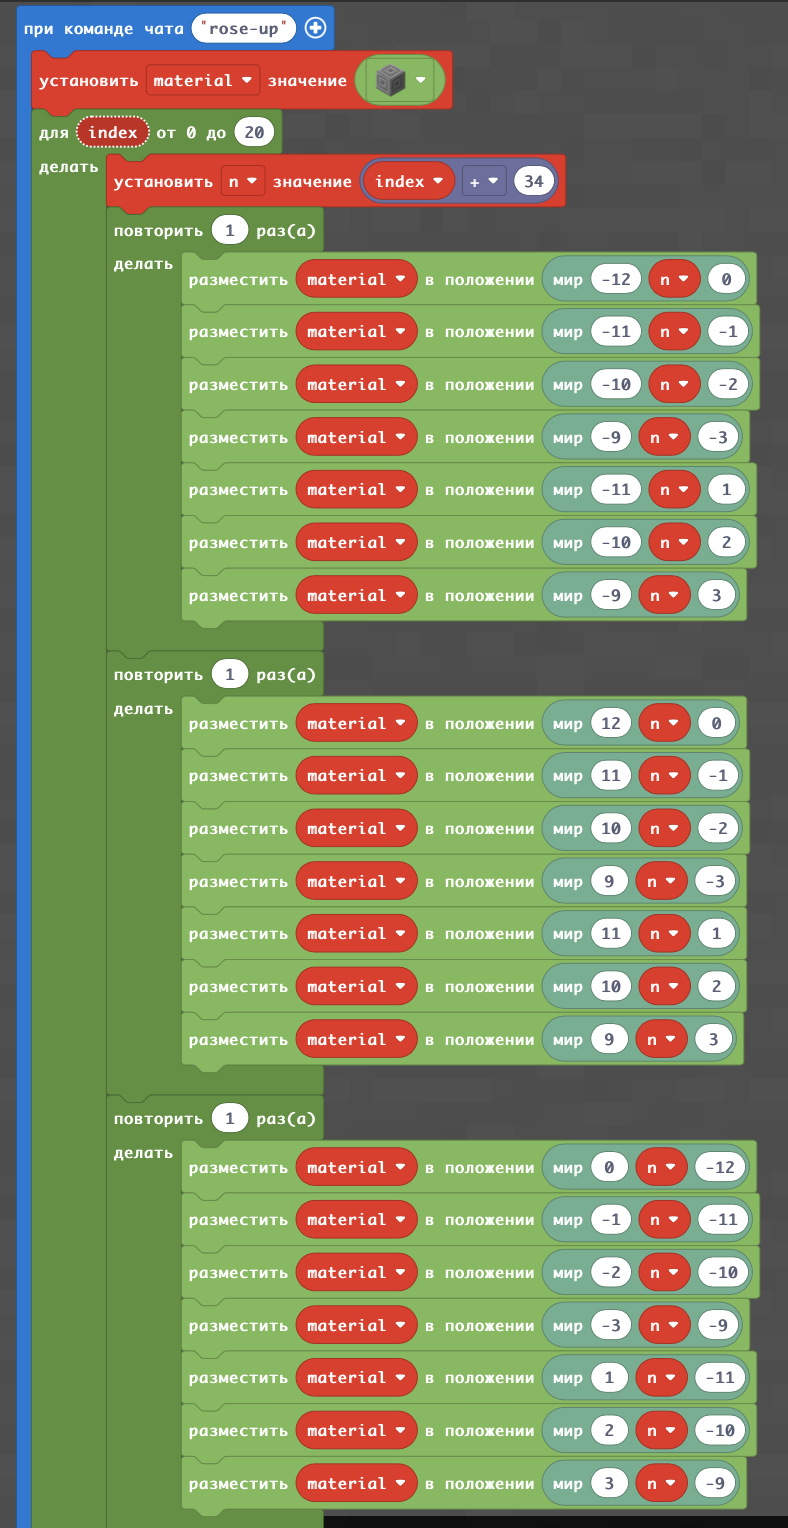 при команде чата "rose-up"
установить material значение
для index от 0 до 20
делать
установить n значение index + 34
повторить 1 раз(а)
делать
разместить material в положении мир -12 n 0
разместить material в положении мир -11 n -1
разместить material в положении мир -10 n -2
разместить material в положении мир -9 n -3
разместить material в положении мир -11 n 1
разместить material в положении мир -10 n 2
разместить material в положении мир -9 n 3
повторить 1 раз(а)
делать
разместить material в положении мир 12 n 0
разместить material в положении мир 11 n -1
разместить material в положении мир 10 n -2
разместить material в положении мир 9 n -3
разместить material в положении мир 11 n 1
разместить material в положении мир 10 n 2
разместить material в положении мир 9 n 3
повторить 1 раз(а)
делать
разместить material в положении мир 0 n -12
разместить material в положении мир -1 n -11
разместить material в положении мир -2 n -10
разместить material в положении мир -3 n -9
разместить material в положении мир 1 n -11
разместить material в положении мир 2 n -10
разместить material в положении мир 3 n -9